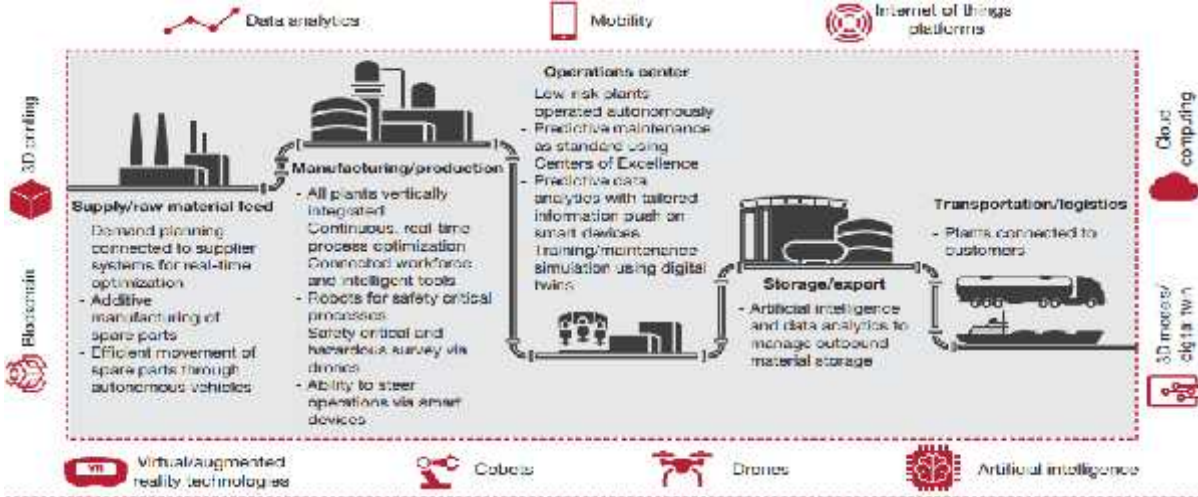 Data analytics
Mobility
Internet of things
platforms
3D printing
Blockchain
Supply/raw material feed
Demand planning
connected to supplier
systems for real-time
optimization
- Additive
manufacturing of
spare parts
- Efficient movement of
spare parts through
autonomous vehicles
Manufacturing/production
- All plants vertically
integrated
Continuous, real-time
process optimization
Connected workforce
and intelligent tools
- Robots for safety critical
processes
Safety critical and
hazardous survey via
drones
- Ability to steer
operations via smart
devices
Operations center
Low risk plants
operated autonomously
- Predictive maintenance
as standard using
Centers of Excellence
- Predictive data
analytics with tailored
information push on
smart devices
Training/maintenance
simulation using digital
twins
Storage/export
- Artificial intelligence
and data analytics to
manage outbound
material storage
Transportation/logistics
- Plants connected to
customers
Cloud
computing
3D models/
digital twin
VR
Virtual/augmented
reality technologies
Cobots
Drones
Artificial intelligence